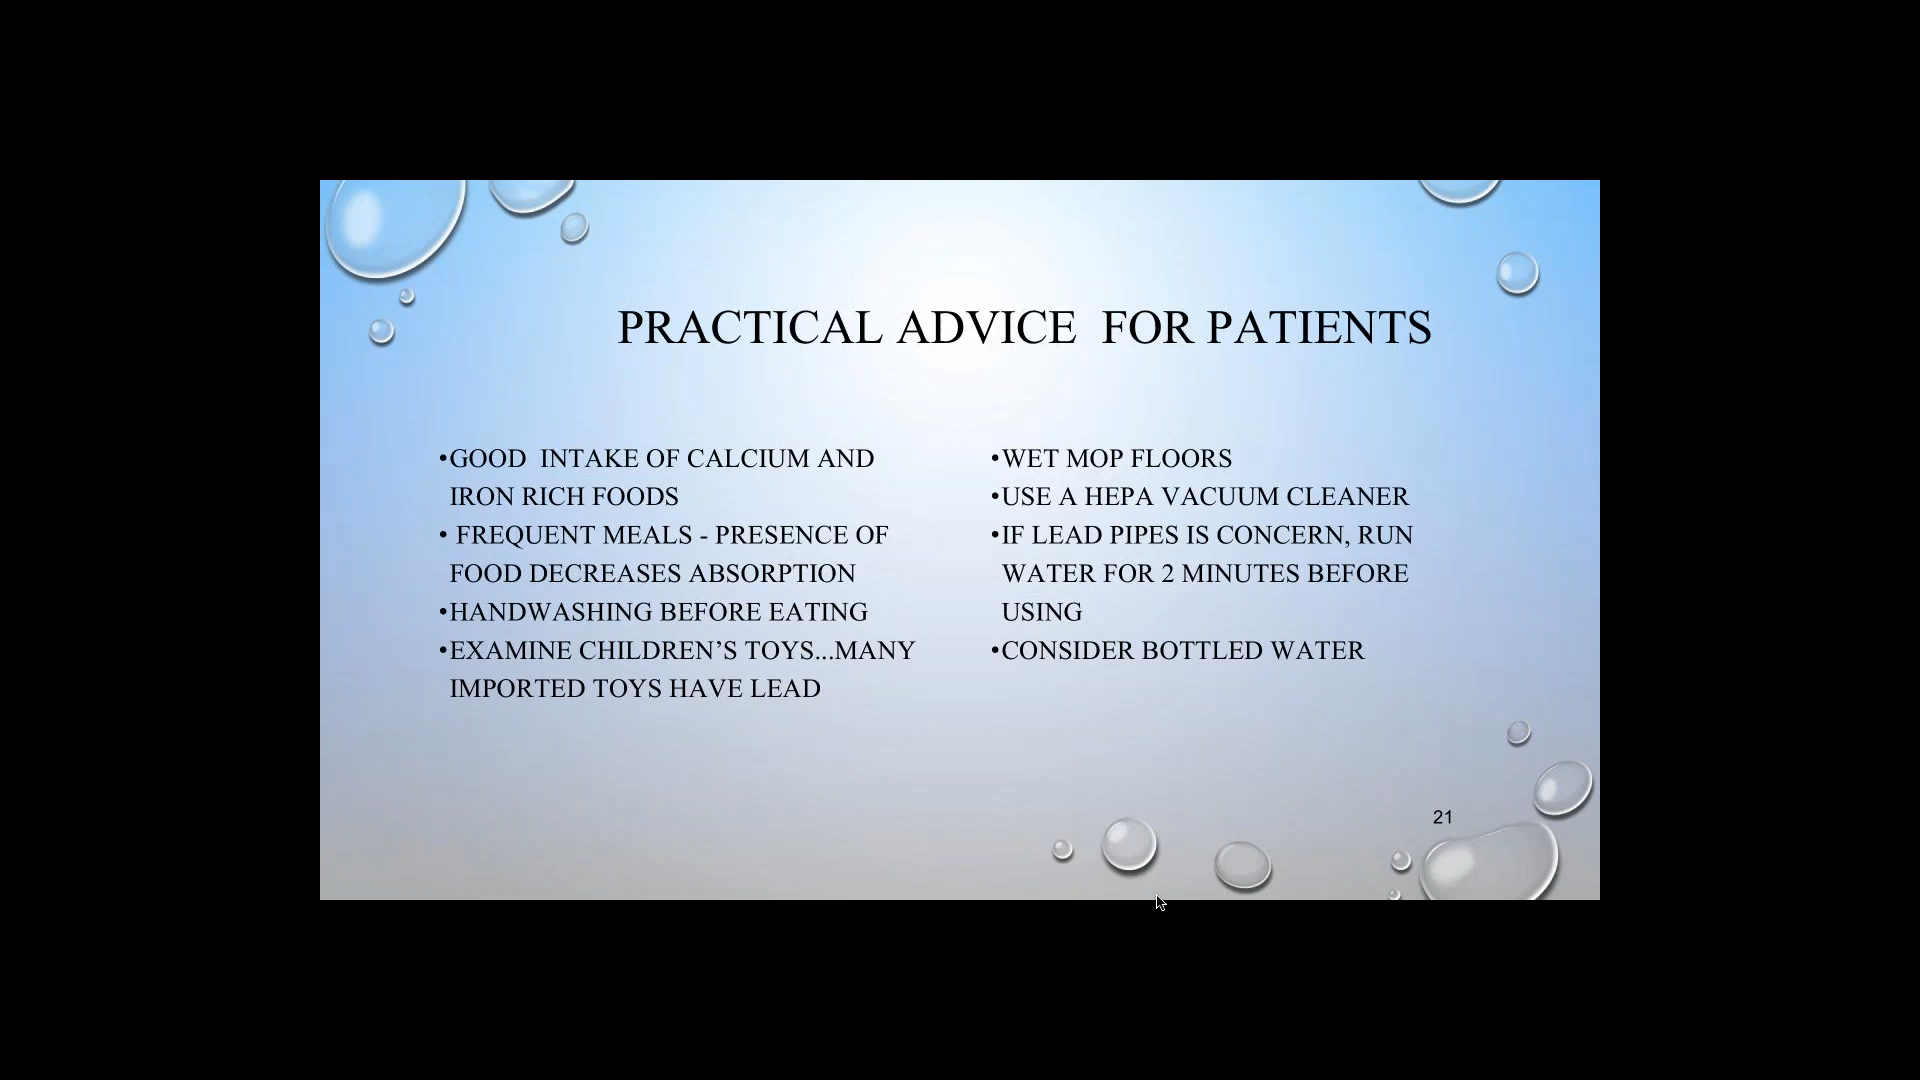 PRACTICAL ADVICE  FOR PATIENTS
•GOOD  INTAKE OF CALCIUM AND
IRON RICH FOODS
• FREQUENT MEALS - PRESENCE OF
FOOD DECREASES ABSORPTION
•HANDWASHING BEFORE EATING
•EXAMINE CHILDREN’S TOYS...MANY
IMPORTED TOYS HAVE LEAD
•WET MOP FLOORS
•USE A HEPA VACUUM CLEANER
•IF LEAD PIPES IS CONCERN, RUN
WATER FOR 2 MINUTES BEFORE
USING
•CONSIDER BOTTLED WATER
21